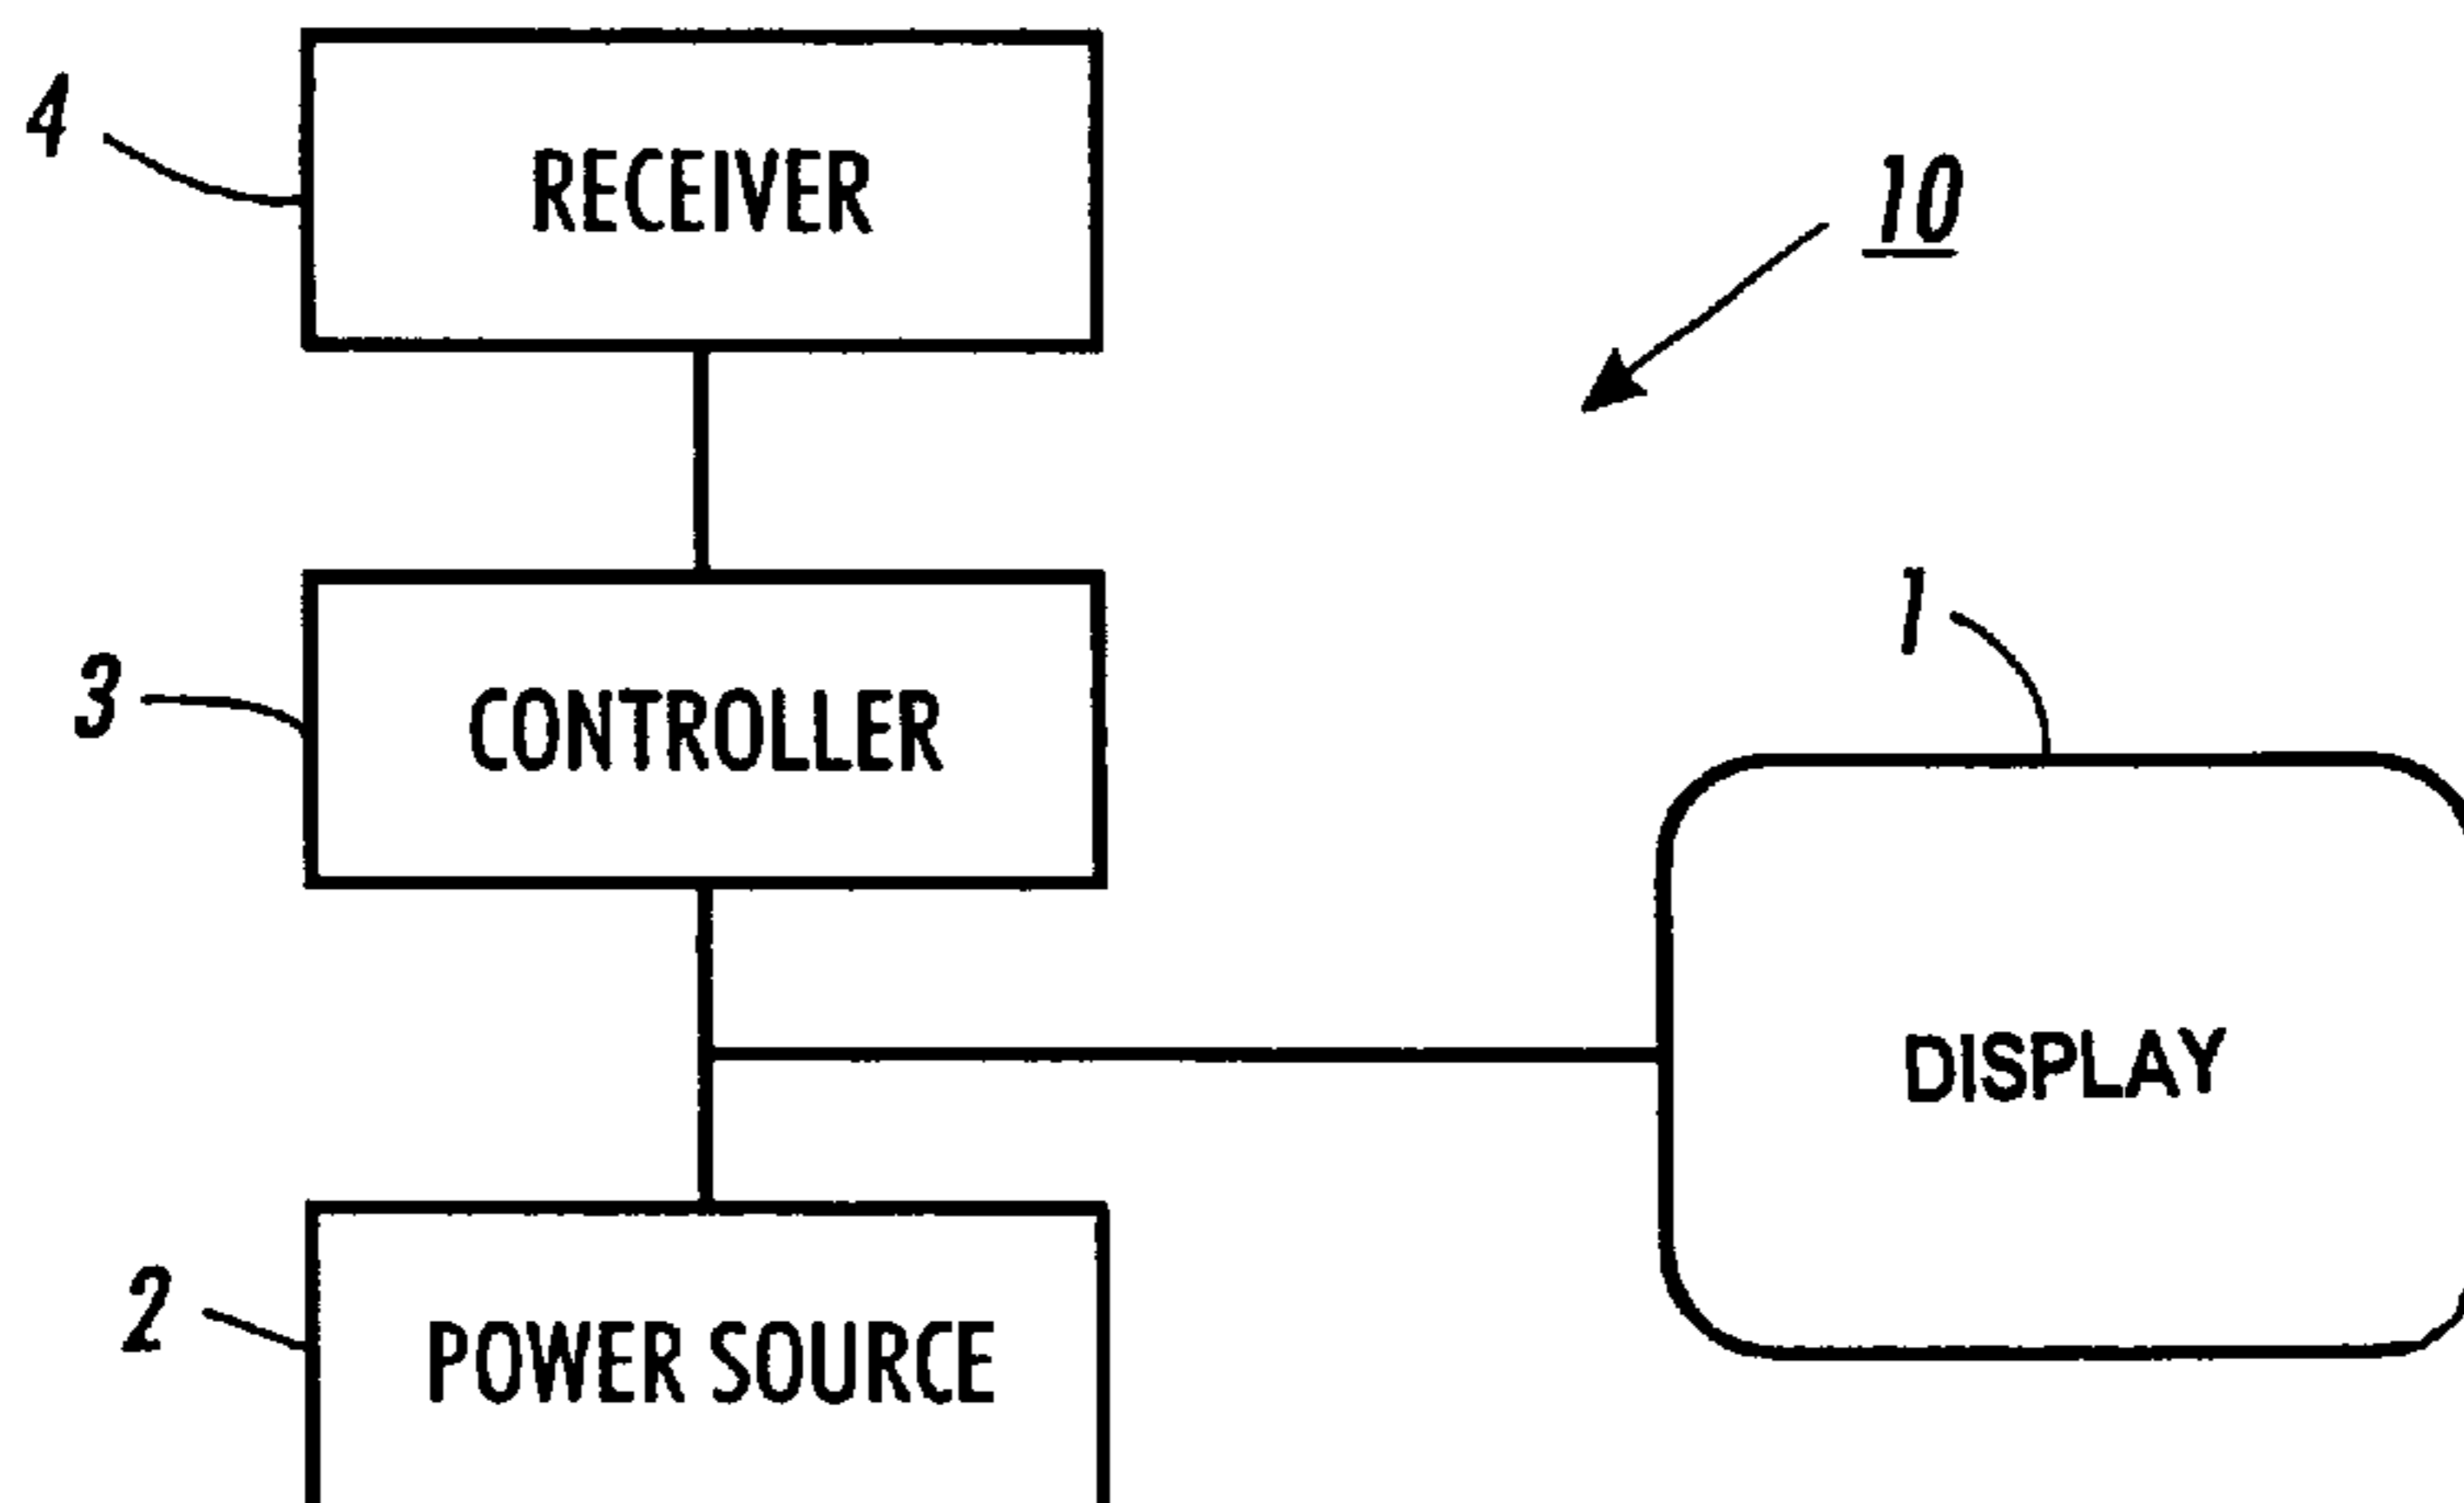 4
RECEIVER
10
3
CONTROLLER
1
DISPLAY
2
POWER SOURCE